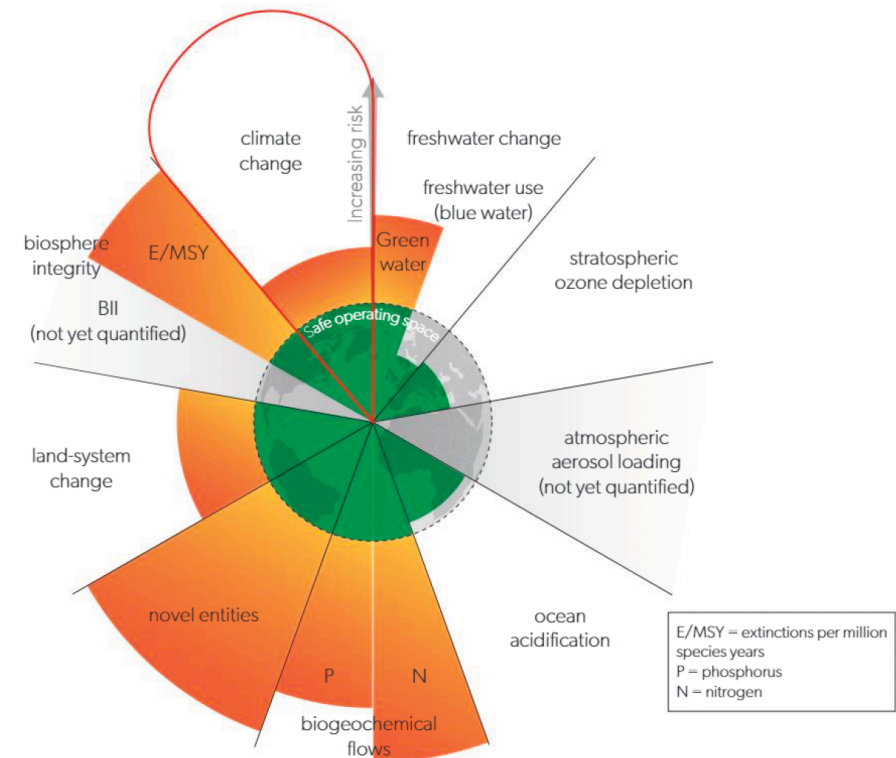 Increasing risk
climate
change
freshwater change
freshwater use
(blue water)
Green
water
stratospheric
ozone depletion
biosphere
integrity
E/MSY
BII
(not yet quantified)
Safe operating space
land-system
change
atmospheric
aerosol loading
(not yet quantified)
novel entities
P
N
biogeochemical
flows
ocean
acidification
E/MSY = extinctions per million
species years
P = phosphorus
N = nitrogen